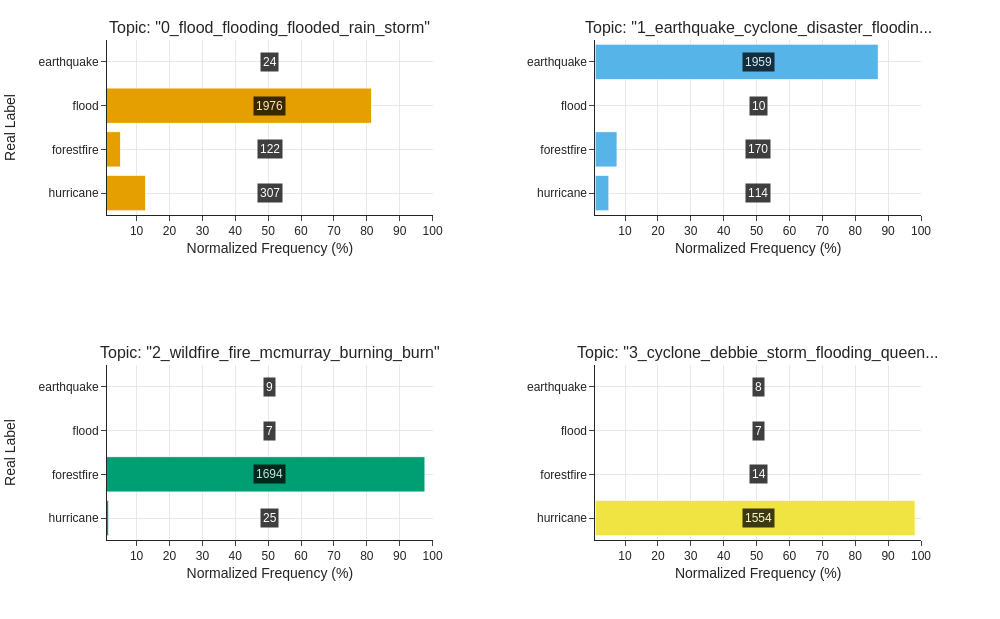 Topic: "0_flood_flooding_flooded_rain_storm"
Real Label
earthquake 24
flood 1976
forestfire 122
hurricane 307
10 20 30 40 50 60 70 80 90 100
Normalized Frequency (%)
Topic: "1_earthquake_cyclone_disaster_floodin...
earthquake 1959
flood 10
forestfire 170
hurricane 114
10 20 30 40 50 60 70 80 90 100
Normalized Frequency (%)
Topic: "2_wildfire_fire_mcmurray_burning_burn"
Real Label
earthquake 9
flood 7
forestfire 1694
hurricane 25
10 20 30 40 50 60 70 80 90 100
Normalized Frequency (%)
Topic: "3_cyclone_debbie_storm_flooding_queen...
earthquake 8
flood 7
forestfire 14
hurricane 1554
10 20 30 40 50 60 70 80 90 100
Normalized Frequency (%)